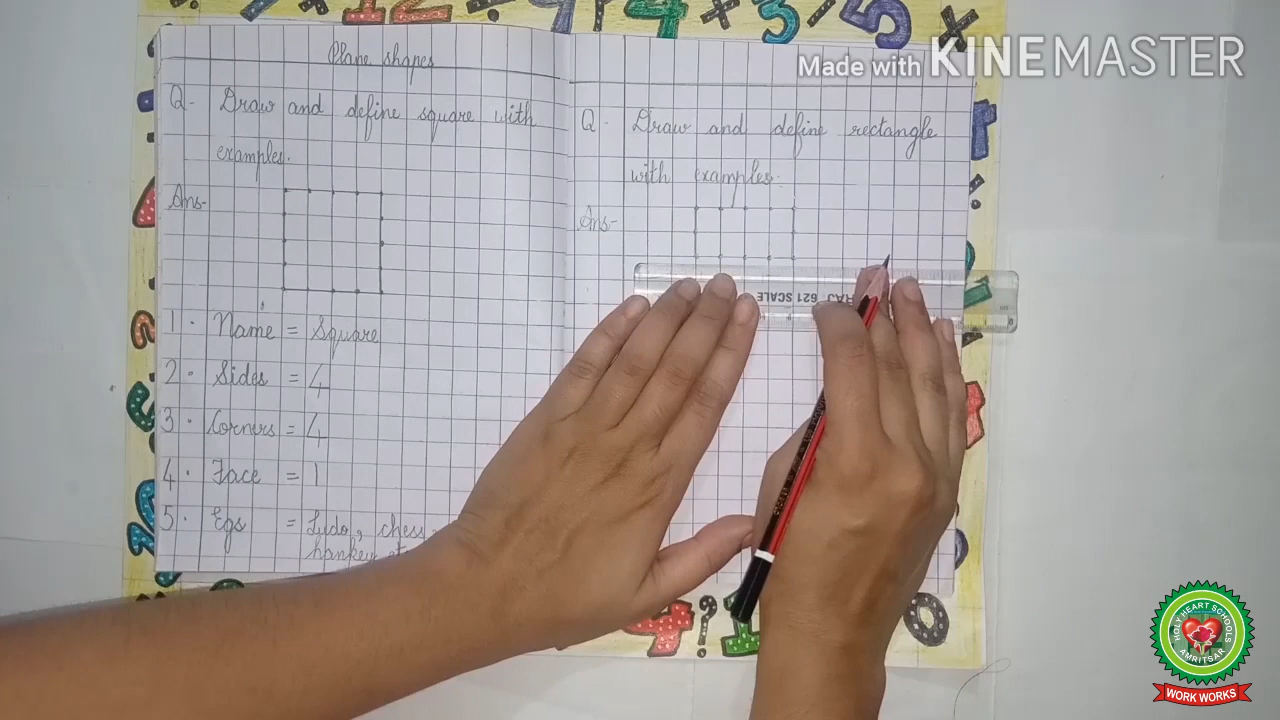 Made with KINEMASTER
Plane shapes
Q- Draw and define square with
examples.
Ans-
1. Name = Square
2. Sides = 4
3. Corners = 4
4. Face = 1
5. Egs = Ludo, chess
hankey
Q- Draw and define rectangle
with examples.
Ans-
621 SCALE
HOLY HEART SCHOOLS
AMRITSAR
WORK WORKS